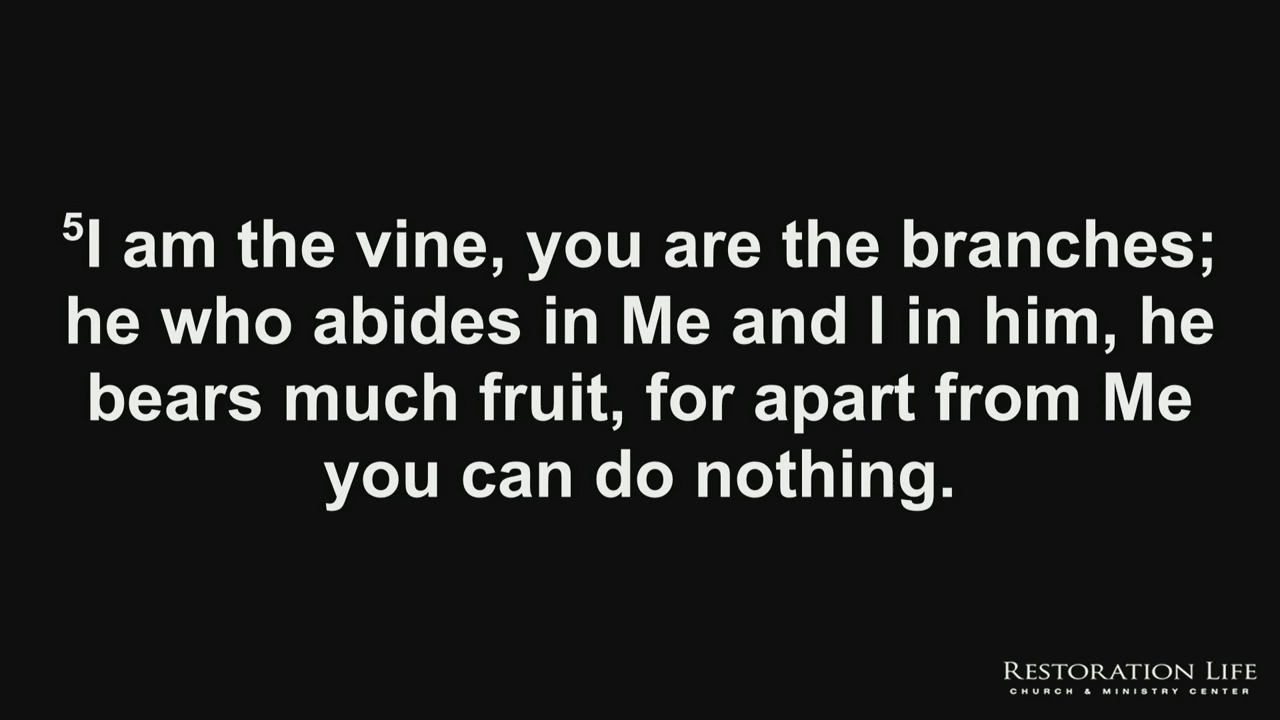 ⁵I am the vine, you are the branches;
he who abides in Me and I in him, he
bears much fruit, for apart from Me
you can do nothing.
RESTORATION LIFE
CHURCH & MINISTRY CENTER